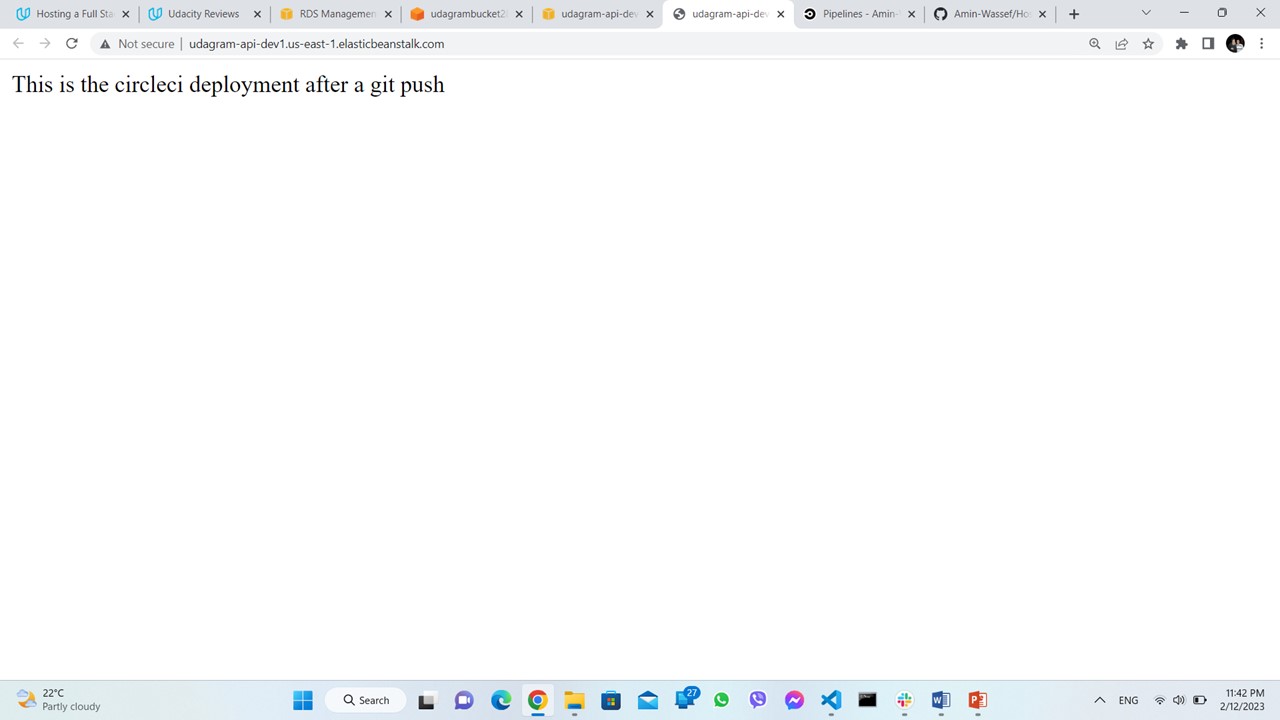 Hosting a Full Sta
Udacity Reviews
RDS Managemen
udagrambucket2
udagram-api-dev
udagram-api-dev
Pipelines - Amin-
Amin-Wassef/Hos
Not secure
udagram-api-dev1.us-east-1.elasticbeanstalk.com
This is the circleci deployment after a git push
22°C
Partly cloudy
Search
27
ENG
11:42 PM
2/12/2023